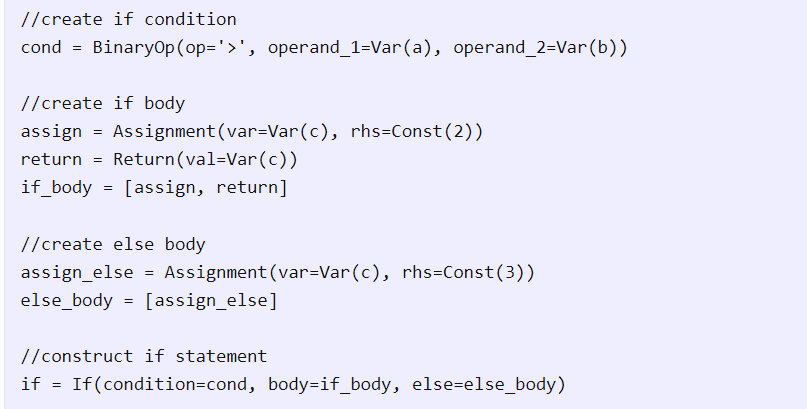 //create if condition
cond = BinaryOp(op='>', operand_1=Var(a), operand_2=Var(b))
//create if body
assign = Assignment(var=Var(c), rhs=Const(2))
return = Return(val=Var(c))
if_body = [assign, return]
//create else body
assign_else = Assignment(var=Var(c), rhs=Const(3))
else_body = [assign_else]
//construct if statement
if = If(condition=cond, body=if_body, else=else_body)